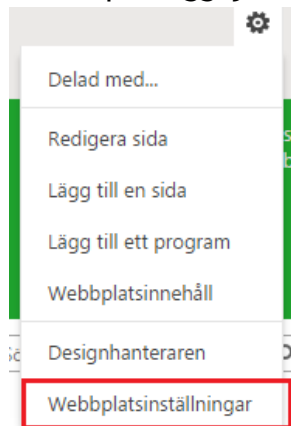 Delad med...
Redigera sida
Lägg till en sida
Lägg till ett program
Webbplatsinnehåll
Designhanteraren
Webbplatsinställningar